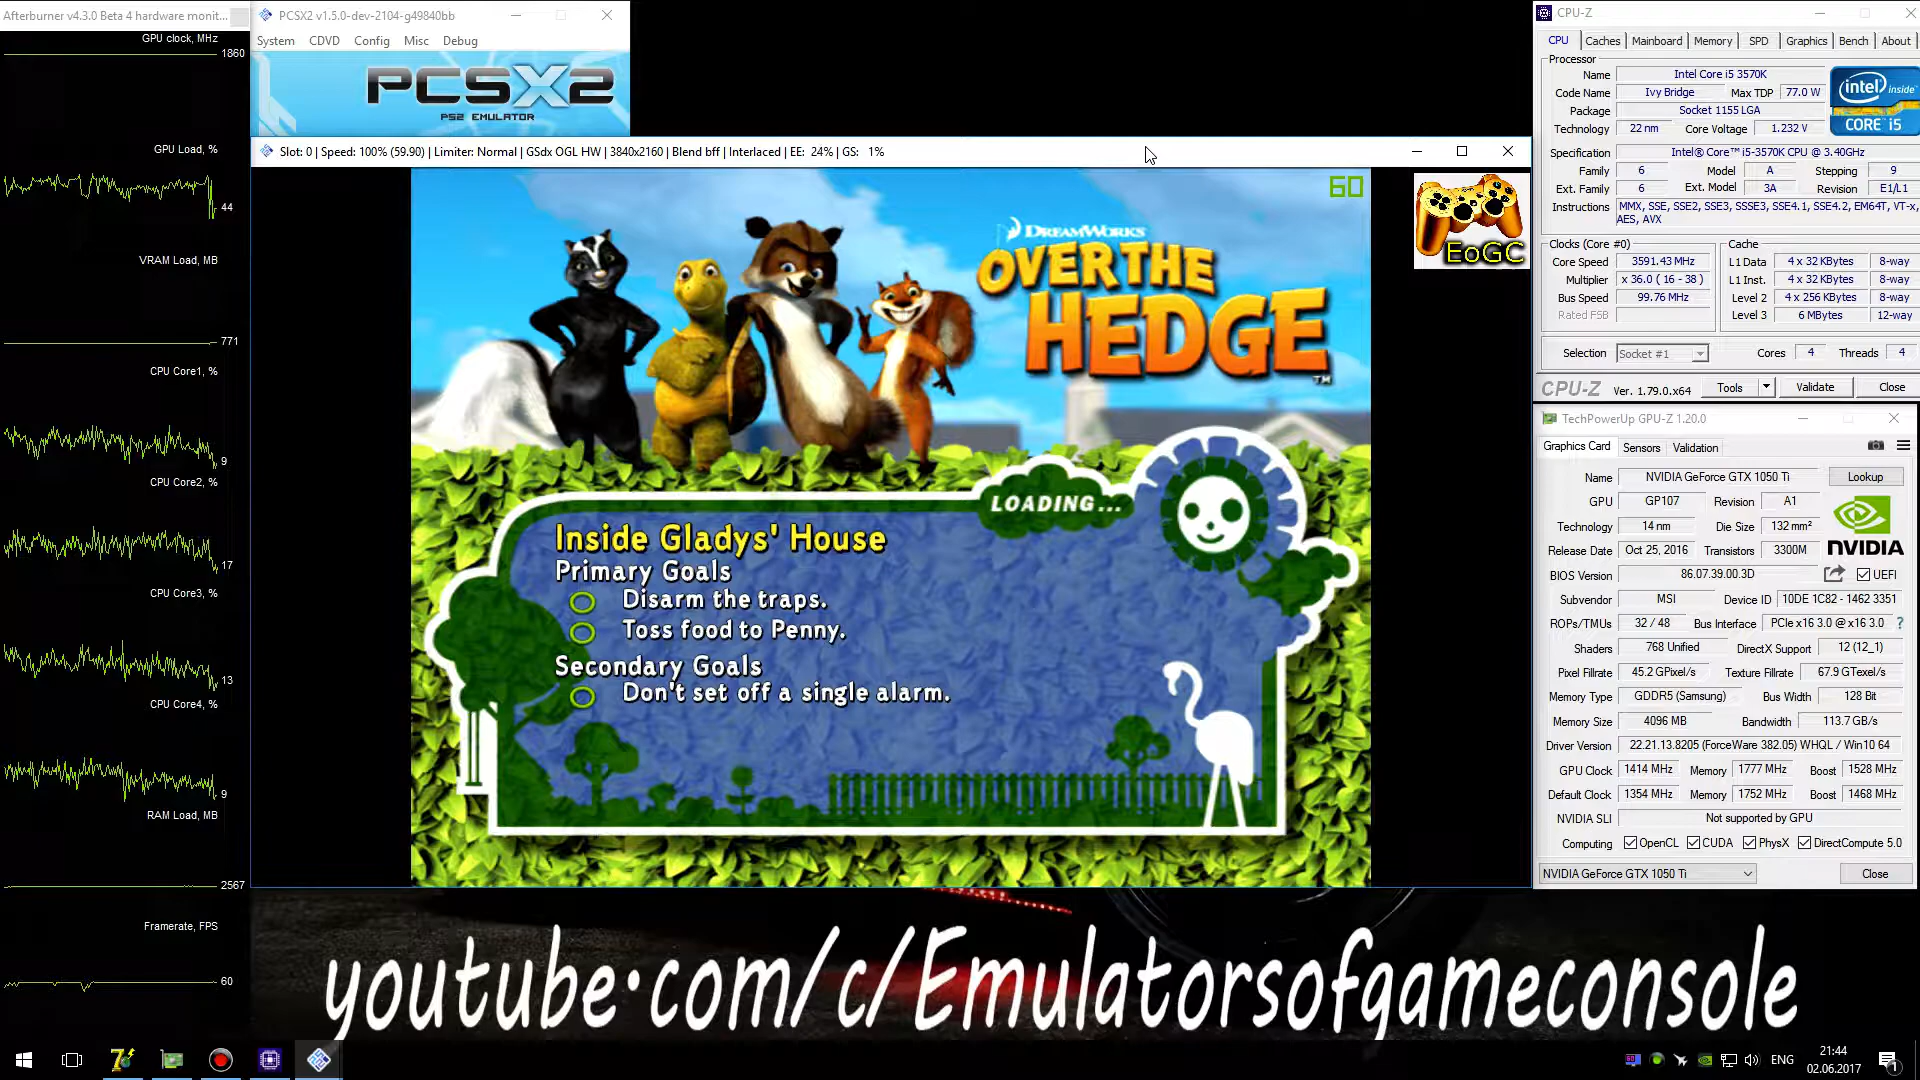 Afterburner v4.3.0 Beta 4 hardware monit...
GPU clock, MHz
1860
GPU Load, %
44
VRAM Load, MB
771
CPU Core1, %
9
CPU Core2, %
17
CPU Core3, %
13
CPU Core4, %
9
RAM Load, MB
2567
Framerate, FPS
60
PCSX2 v1.5.0-dev-2104-g49840bb
System CDVD Config Misc Debug
PCSX2
PS2 EMULATOR
Slot: 0 | Speed: 100% (59.90) | Limiter: Normal | GSdx OGL HW | 3840x2160 | Blend bff | Interlaced | EE: 24% | GS: 1%
60
EoGC
DREAMWORKS
OVER THE
HEDGE
TM
LOADING...
Inside Gladys' House
Primary Goals
Disarm the traps.
Toss food to Penny.
Secondary Goals
Don't set off a single alarm.
CPU-Z
CPU Caches Mainboard Memory SPD Graphics Bench About
Processor
Name Intel Core i5 3570K
Code Name Ivy Bridge Max TDP 77.0 W
Package Socket 1155 LGA
Technology 22 nm Core Voltage 1.232 V
intel inside
CORE i5
Specification Intel® Core™ i5-3570K CPU @ 3.40GHz
Family 6 Model A Stepping 9
Ext. Family 6 Ext. Model 3A Revision E1/L1
Instructions MMX, SSE, SSE2, SSE3, SSSE3, SSE4.1, SSE4.2, EM64T, VT-x,
AES, AVX
Clocks (Core #0)
Core Speed 3591.43 MHz
Multiplier x 36.0 ( 16 - 38 )
Bus Speed 99.76 MHz
Rated FSB
Cache
L1 Data 4 x 32 KBytes 8-way
L1 Inst. 4 x 32 KBytes 8-way
Level 2 4 x 256 KBytes 8-way
Level 3 6 MBytes 12-way
Selection Socket #1 Cores 4 Threads 4
CPU-Z Ver. 1.79.0.x64 Tools Validate Close
TechPowerUp GPU-Z 1.20.0
Graphics Card Sensors Validation
Name NVIDIA GeForce GTX 1050 Ti Lookup
GPU GP107 Revision A1
Technology 14 nm Die Size 132 mm²
Release Date Oct 25, 2016 Transistors 3300M
NVIDIA
BIOS Version 86.07.39.00.3D UEFI
Subvendor MSI Device ID 10DE 1C82 - 1462 3351
ROPs/TMUs 32 / 48 Bus Interface PCIe x16 3.0 @ x16 3.0 ?
Shaders 768 Unified DirectX Support 12 (12_1)
Pixel Fillrate 45.2 GPixel/s Texture Fillrate 67.9 GTexel/s
Memory Type GDDR5 (Samsung) Bus Width 128 Bit
Memory Size 4096 MB Bandwidth 113.7 GB/s
Driver Version 22.21.13.8205 (ForceWare 382.05) WHQL / Win10 64
GPU Clock 1414 MHz Memory 1777 MHz Boost 1528 MHz
Default Clock 1354 MHz Memory 1752 MHz Boost 1468 MHz
NVIDIA SLI Not supported by GPU
Computing OpenCL CUDA PhysX DirectCompute 5.0
NVIDIA GeForce GTX 1050 Ti Close
youtube.com/c/Emulatorsofgameconsole
ENG
21:44
02.06.2017
1